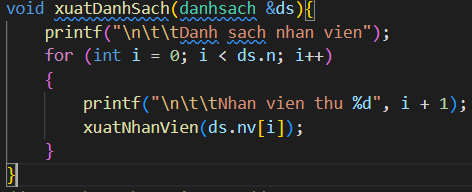 void xuatDanhSach(danhsach &ds){
    printf("\n\t\tDanh sach nhan vien");
    for (int i = 0; i < ds.n; i++)
    {
        printf("\n\t\tNhan vien thu %d", i + 1);
        xuatNhanVien(ds.nv[i]);
    }
}